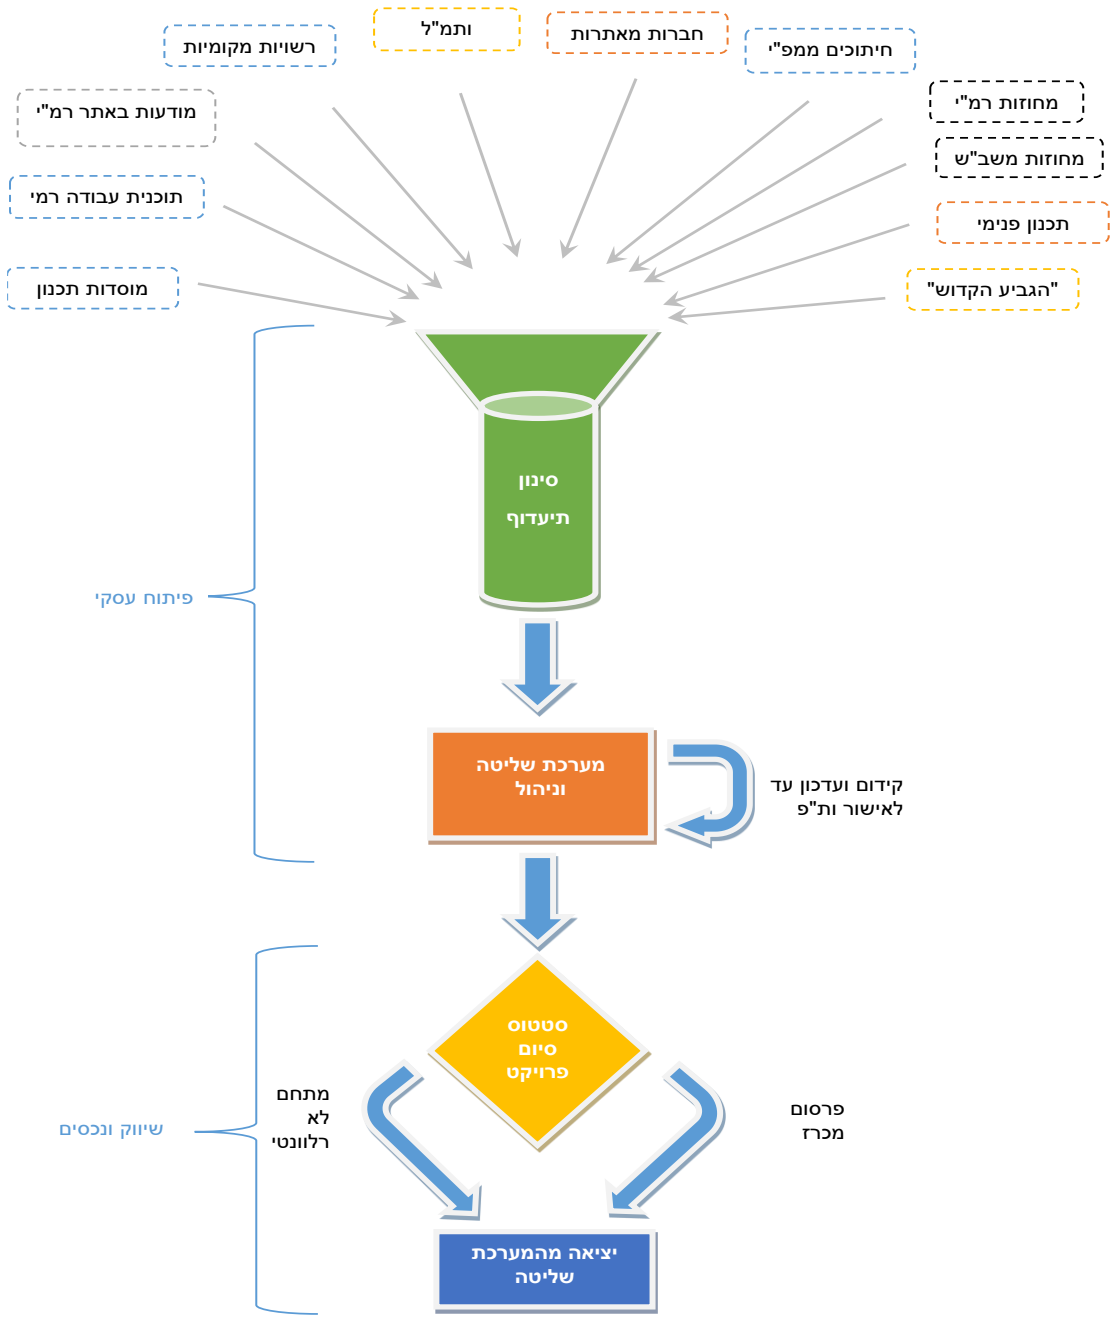 חברות מאתרות
ותמ"ל
רשויות מקומיות
חיתוכים ממפ"י
מחוזות רמ"י
מודעות באתר רמ"י
מחוזות משב"ש
תוכנית עבודה רמי
תכנון פנימי
מוסדות תכנון
"הגביע הקדוש"
סינון
תיעדוף
פיתוח עסקי
מערכת שליטה
וניהול
קידום ועדכון עד
לאישור ות"פ
סטטוס
סיום
פרויקט
פרסום
מכרז
מתחם
לא
רלוונטי
שיווק ונכסים
יציאה מהמערכת
שליטה